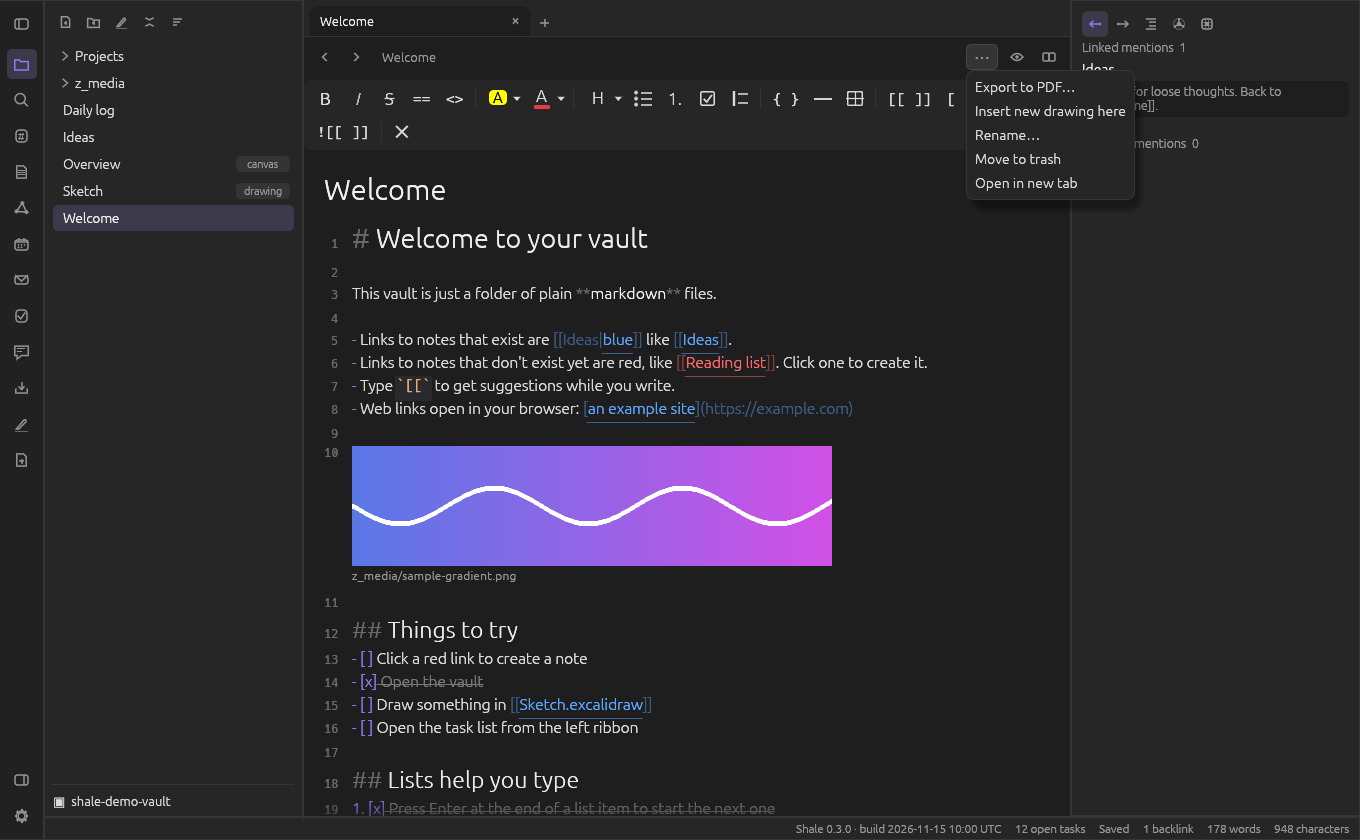 Welcome
Projects
z_media
Daily log
Ideas
Overview canvas
Sketch drawing
Welcome
shale-demo-vault
Welcome
B I S == <> A A H 1. { } [[ ]] [
![[ ]]
Welcome
1 # Welcome to your vault
2
3 This vault is just a folder of plain **markdown** files.
4
5 - Links to notes that exist are [[Ideas|blue]] like [[Ideas]].
6 - Links to notes that don't exist yet are red, like [[Reading list]]. Click one to create it.
7 - Type `[[` to get suggestions while you write.
8 - Web links open in your browser: [an example site](https://example.com)
9
10
z_media/sample-gradient.png
11
12 ## Things to try
13 - [ ] Click a red link to create a note
14 - [x] Open the vault
15 - [ ] Draw something in [[Sketch.excalidraw]]
16 - [ ] Open the task list from the left ribbon
17
18 ## Lists help you type
19 1. [x] Press Enter at the end of a list item to start the next one
Export to PDF…
Insert new drawing here
Rename…
Move to trash
Open in new tab
Linked mentions 1
Ideas
for loose thoughts. Back to
me]].
mentions 0
Shale 0.3.0 · build 2026-11-15 10:00 UTC 12 open tasks Saved 1 backlink 178 words 948 characters